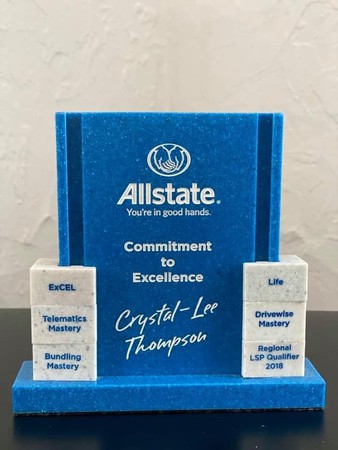 Allstate®
You're in good hands.
Commitment
to
Excellence
Crystal-Lee
Thompson
ExCEL
Telematics
Mastery
Bundling
Mastery
Life
Drivewise
Mastery
Regional
LSP Qualifier
2018